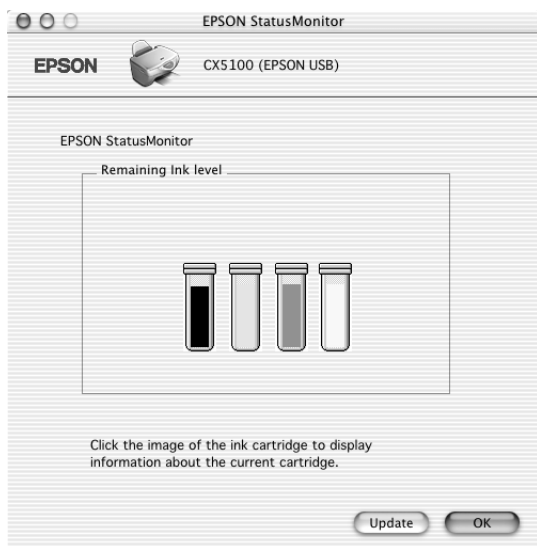 EPSON StatusMonitor
EPSON
CX5100 (EPSON USB)
EPSON StatusMonitor
Remaining Ink level
Click the image of the ink cartridge to display
information about the current cartridge.
Update
OK